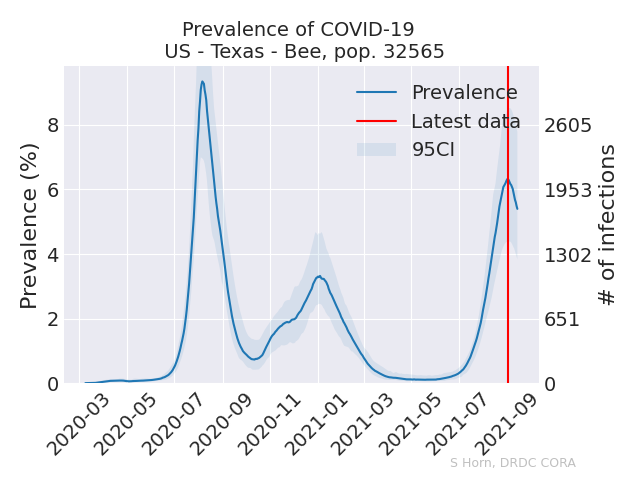 Prevalence of COVID-19
US - Texas - Bee, pop. 32565
Prevalence
Latest data
95CI
Prevalence (%)
8
6
4
2
0
2605
1953
1302
651
0
# of infections
2020-03
2020-05
2020-07
2020-09
2020-11
2021-01
2021-03
2021-05
2021-07
2021-09
S Horn, DRDC CORA